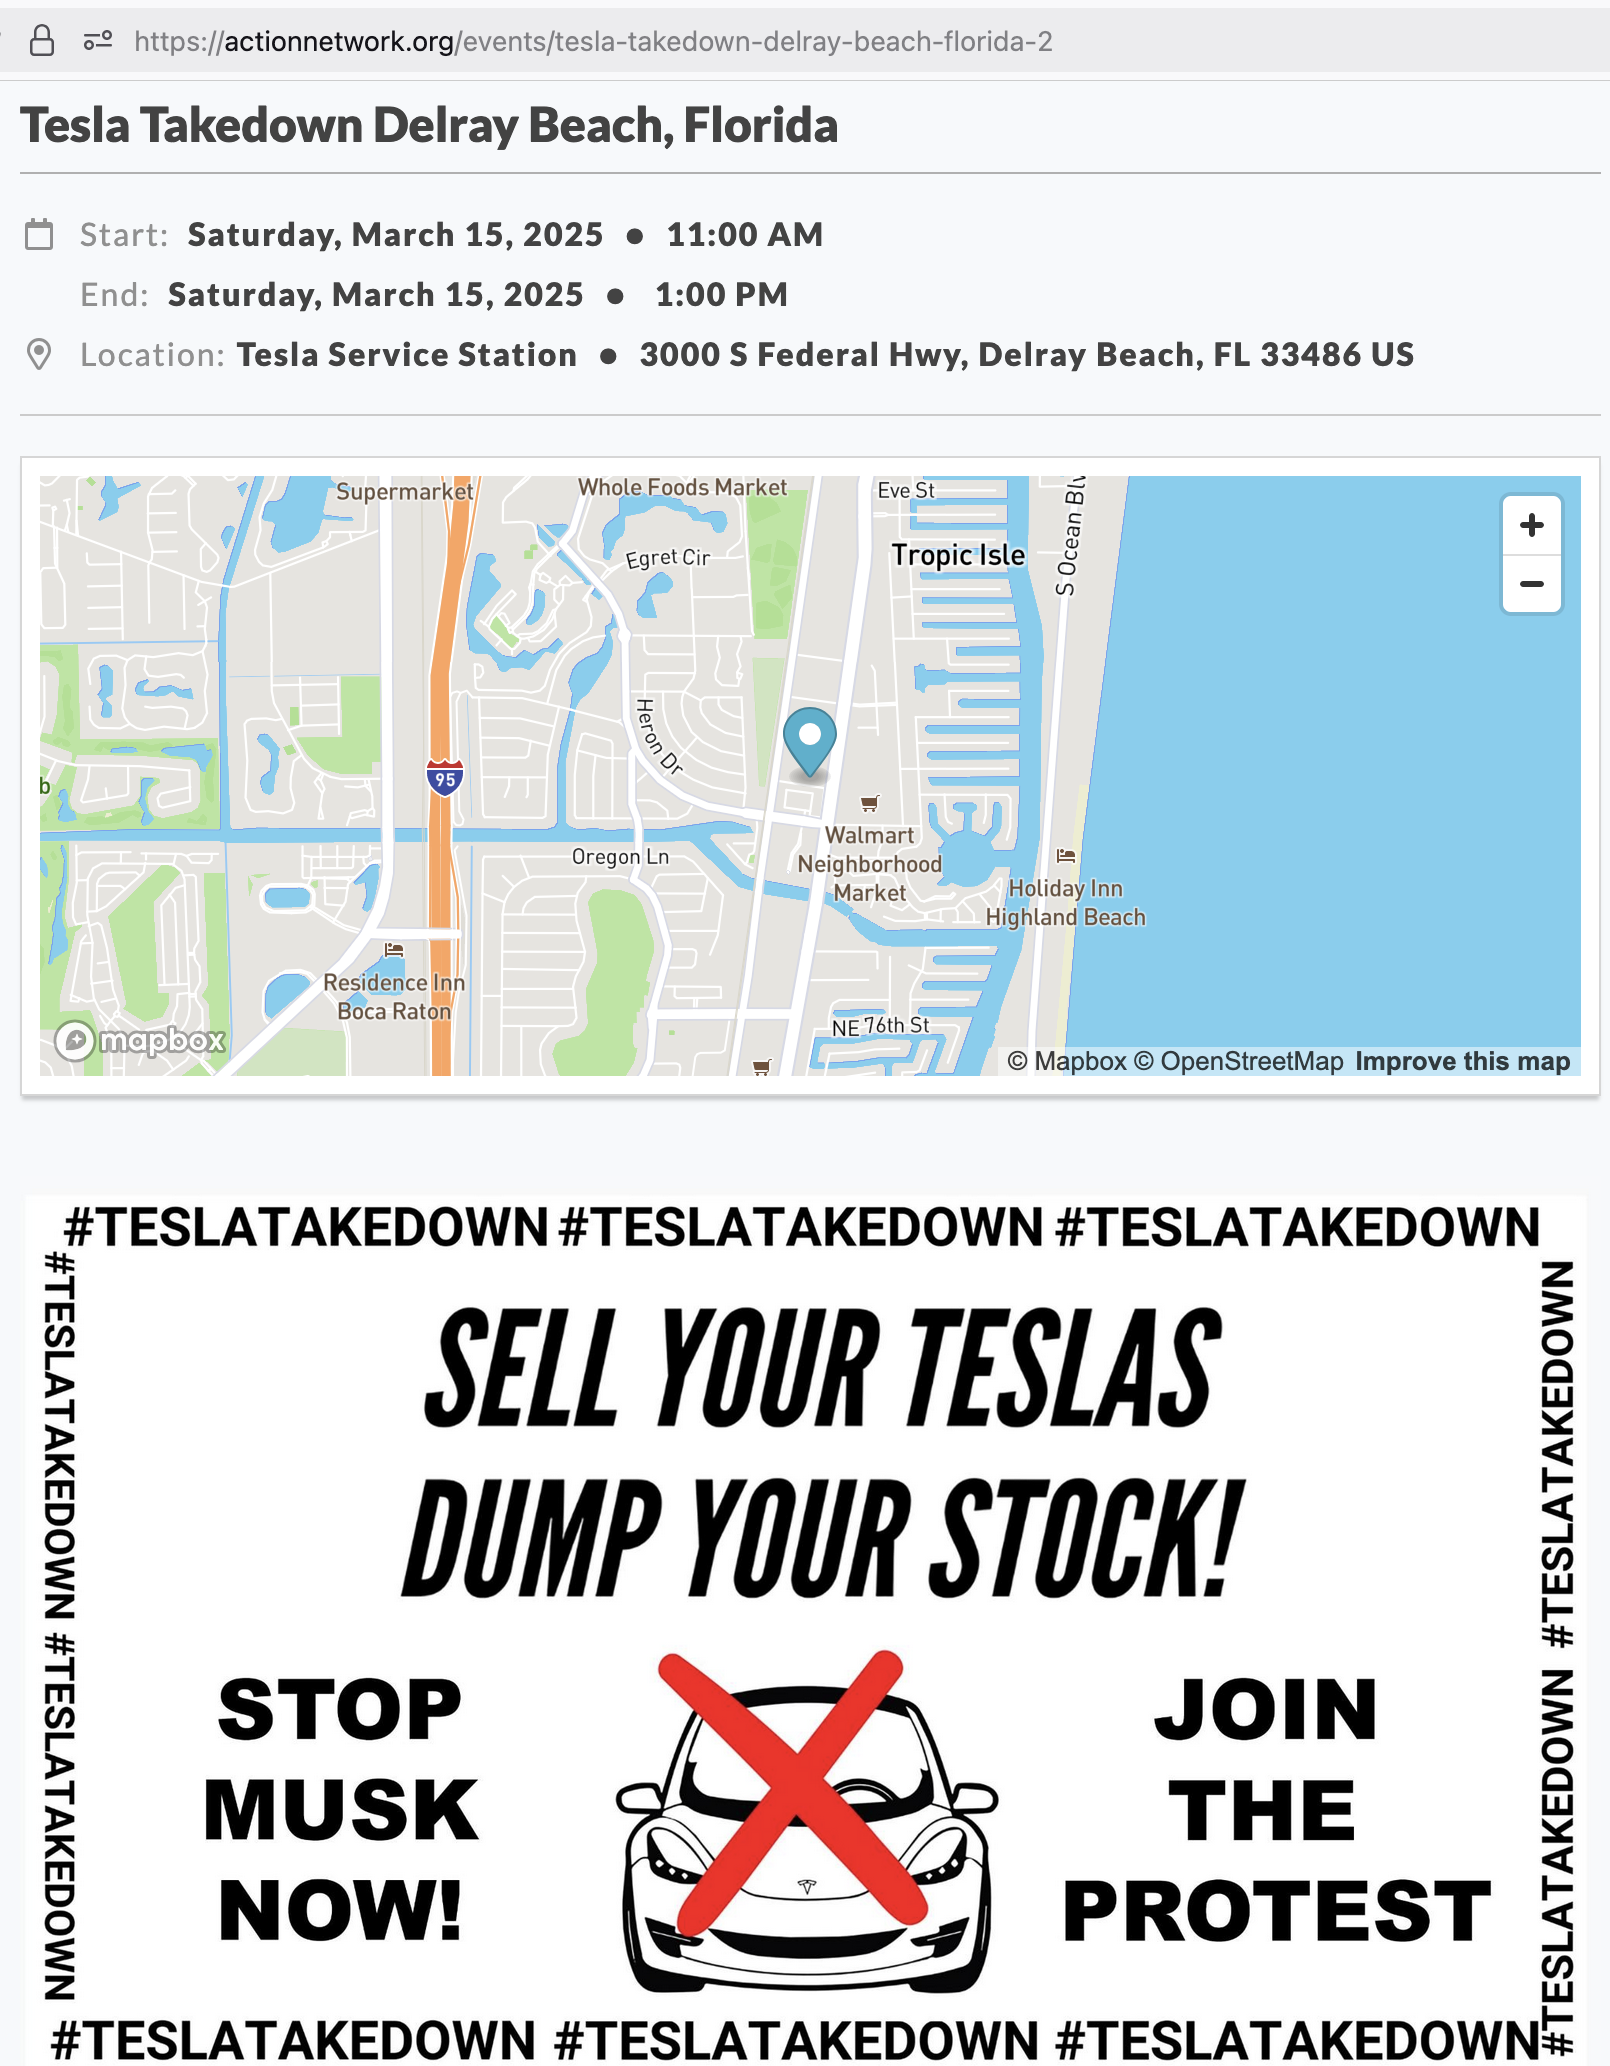 https://actionnetwork.org/events/tesla-takedown-delray-beach-florida-2
Tesla Takedown Delray Beach, Florida
Start: Saturday, March 15, 2025 • 11:00 AM
End: Saturday, March 15, 2025 • 1:00 PM
Location: Tesla Service Station • 3000 S Federal Hwy, Delray Beach, FL 33486 US
Supermarket
Whole Foods Market
Eve St
S Ocean Blv
+
Egret Cir
Tropic Isle
−
Heron Dr
95
b
Walmart
Neighborhood
Market
Oregon Ln
Holiday Inn
Highland Beach
Residence Inn
Boca Raton
NE 76th St
mapbox
© Mapbox © OpenStreetMap Improve this map
#TESLATAKEDOWN #TESLATAKEDOWN #TESLATAKEDOWN
#TESLATAKEDOWN #TESLATAKEDOWN
SELL YOUR TESLAS
DUMP YOUR STOCK!
STOP
MUSK
NOW!
JOIN
THE
PROTEST
#TESLATAKEDOWN #TESLATAKEDOWN
#TESLATAKEDOWN #TESLATAKEDOWN #TESLATAKEDOWN